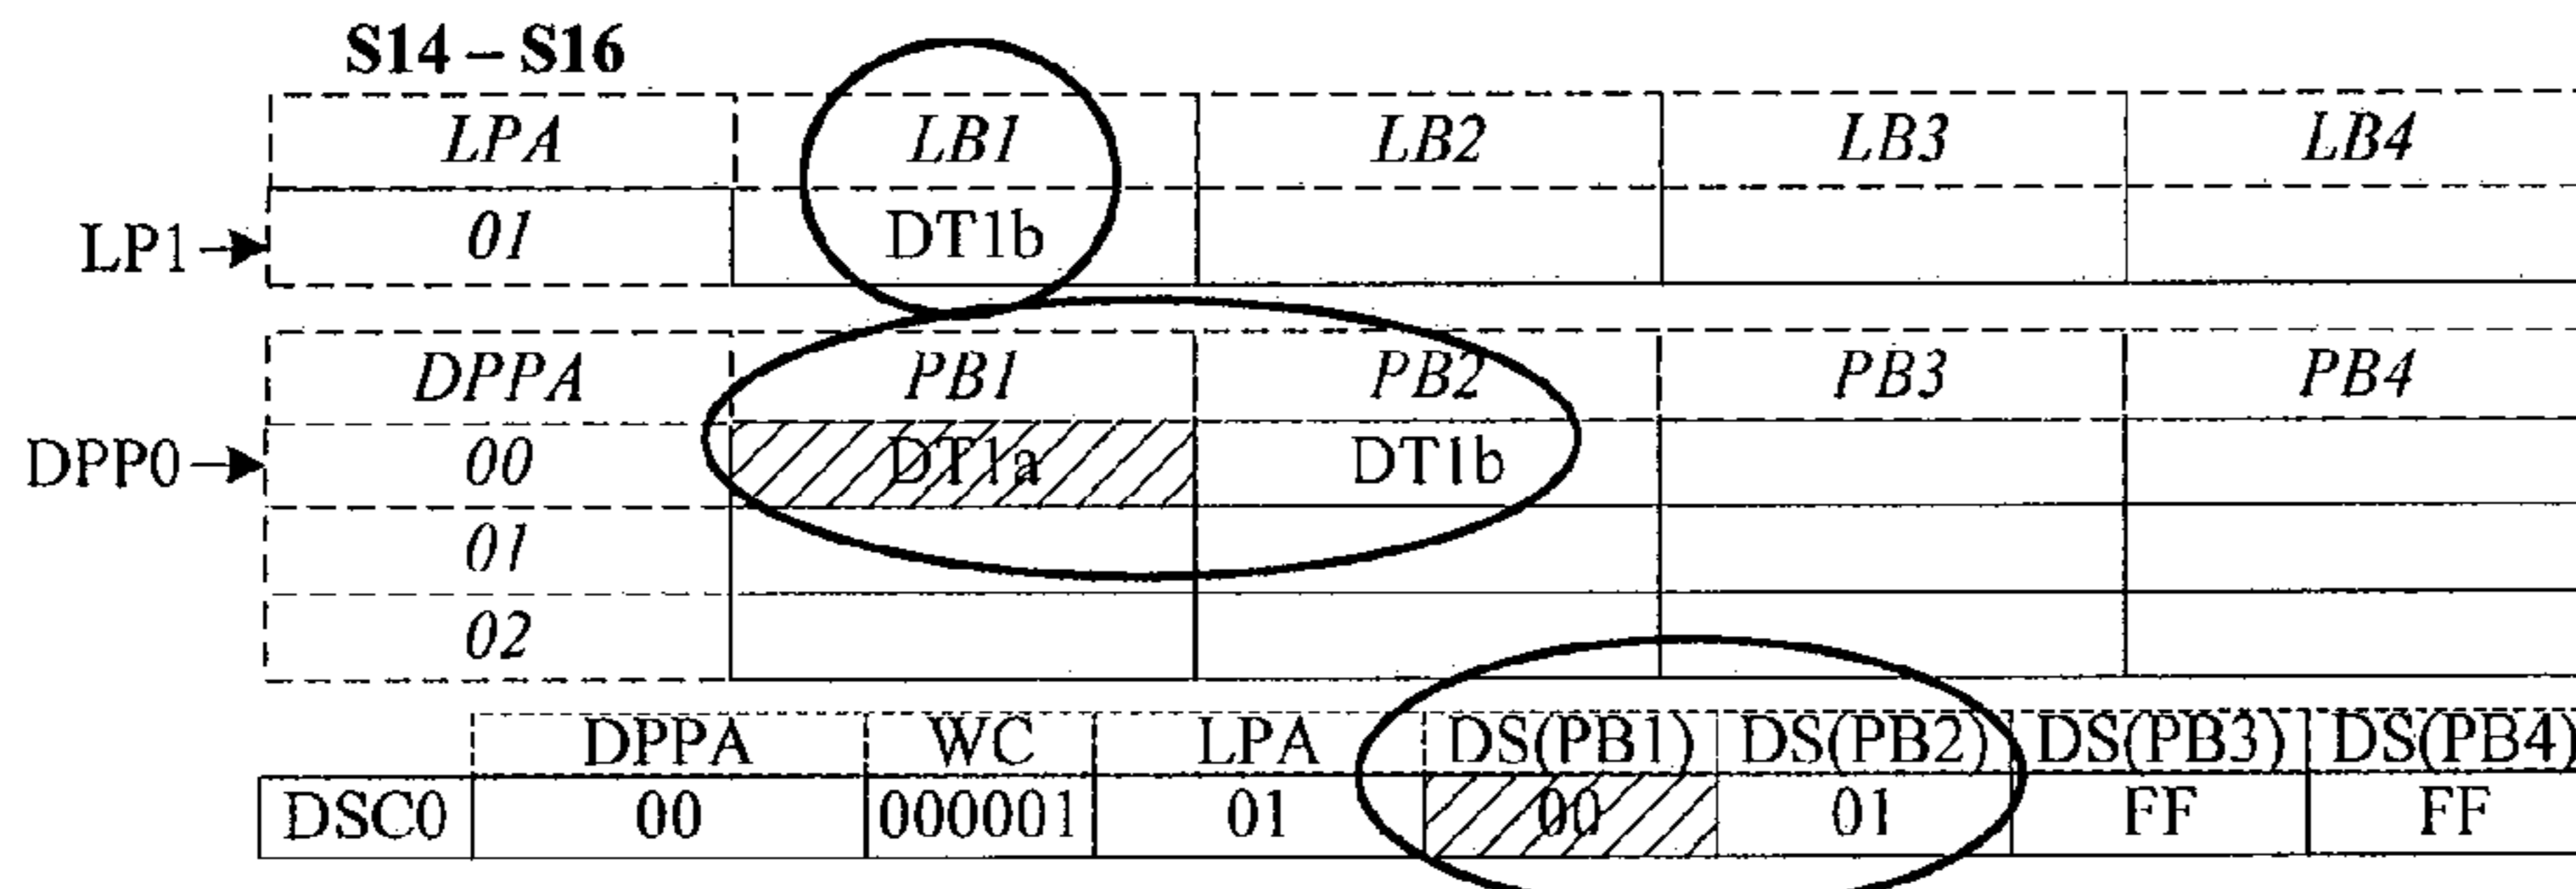 S14 – S16
LPA LB1 LB2 LB3 LB4
LP1 01 DT1b
DPPA PB1 PB2 PB3 PB4
DPP0 00 DT1a DT1b
01
02
DPPA WC LPA DS(PB1) DS(PB2) DS(PB3) DS(PB4)
DSC0 00 000001 01 00 01 FF FF